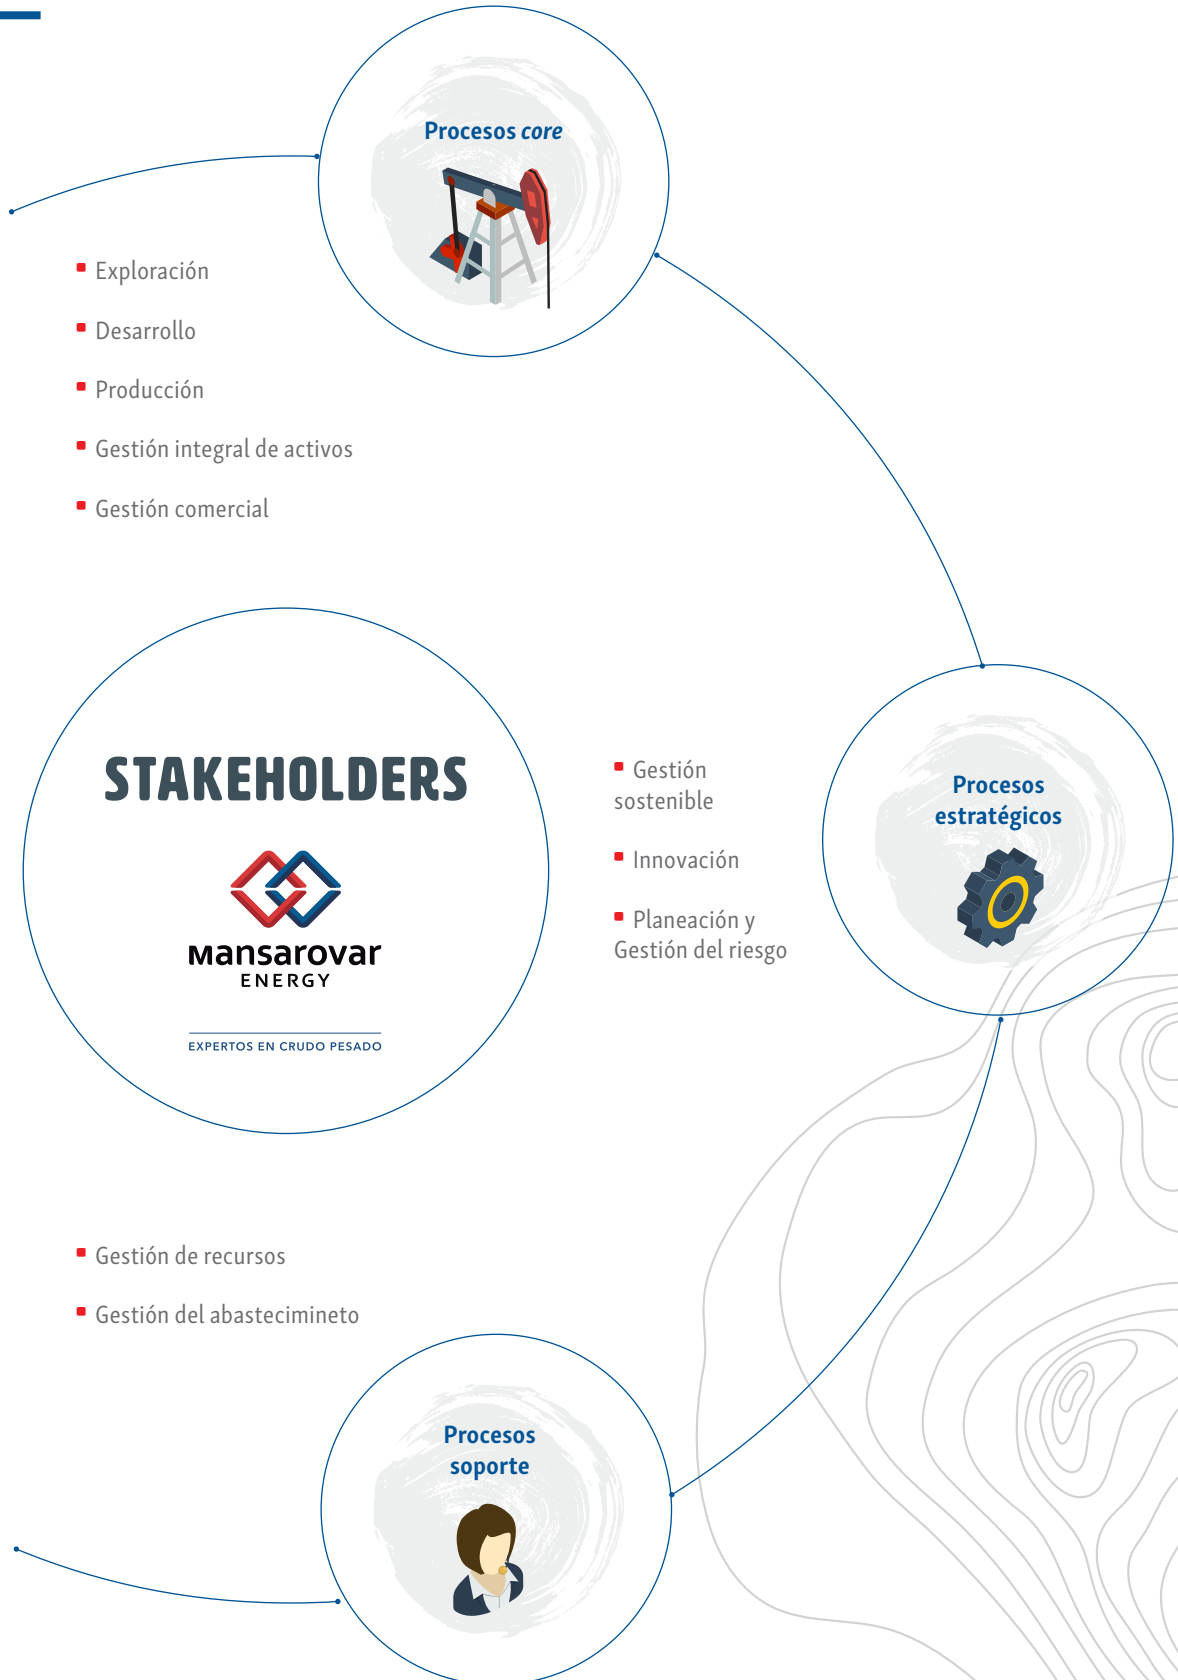 Procesos core
Exploración
Desarrollo
Producción
Gestión integral de activos
Gestión comercial
STAKEHOLDERS
Mansarovar
ENERGY
EXPERTOS EN CRUDO PESADO
Gestión
sostenible
Innovación
Planeación y
Gestión del riesgo
Procesos
estratégicos
Gestión de recursos
Gestión del abastecimineto
Procesos
soporte